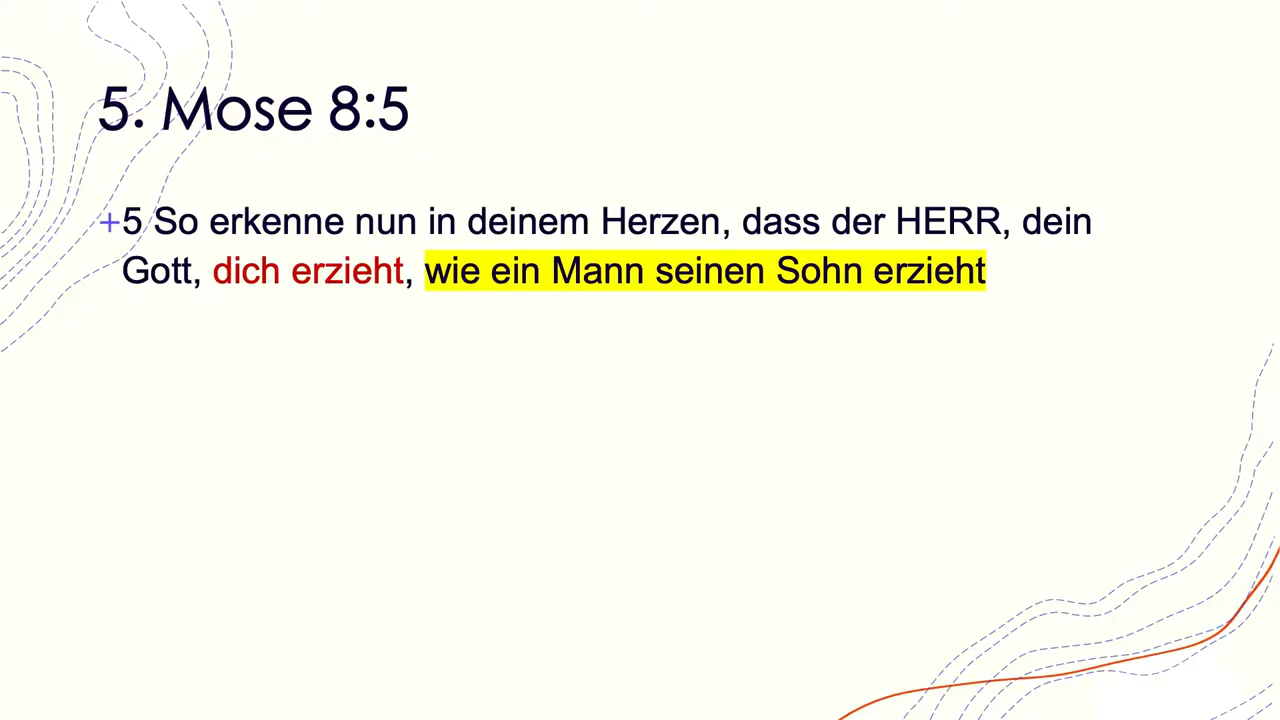 5. Mose 8:5
+5 So erkenne nun in deinem Herzen, dass der HERR, dein
Gott, dich erzieht, wie ein Mann seinen Sohn erzieht